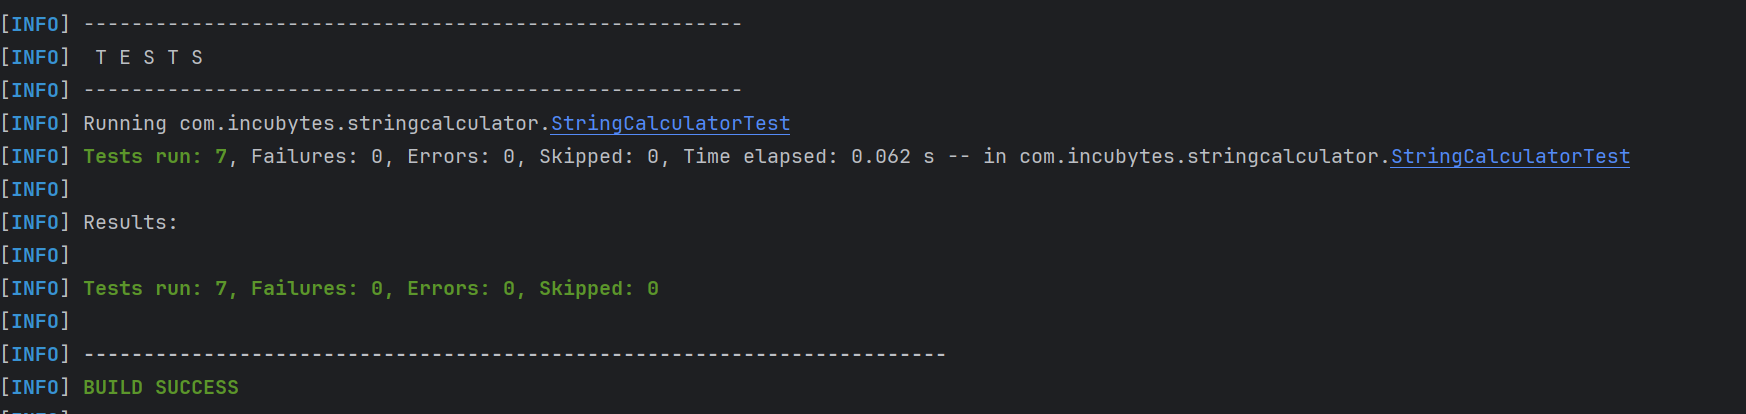 [INFO] -------------------------------------------------------
[INFO]  T E S T S
[INFO] -------------------------------------------------------
[INFO] Running com.incubytes.stringcalculator.StringCalculatorTest
[INFO] Tests run: 7, Failures: 0, Errors: 0, Skipped: 0, Time elapsed: 0.062 s -- in com.incubytes.stringcalculator.StringCalculatorTest
[INFO]
[INFO] Results:
[INFO]
[INFO] Tests run: 7, Failures: 0, Errors: 0, Skipped: 0
[INFO]
[INFO] ------------------------------------------------------------------------
[INFO] BUILD SUCCESS